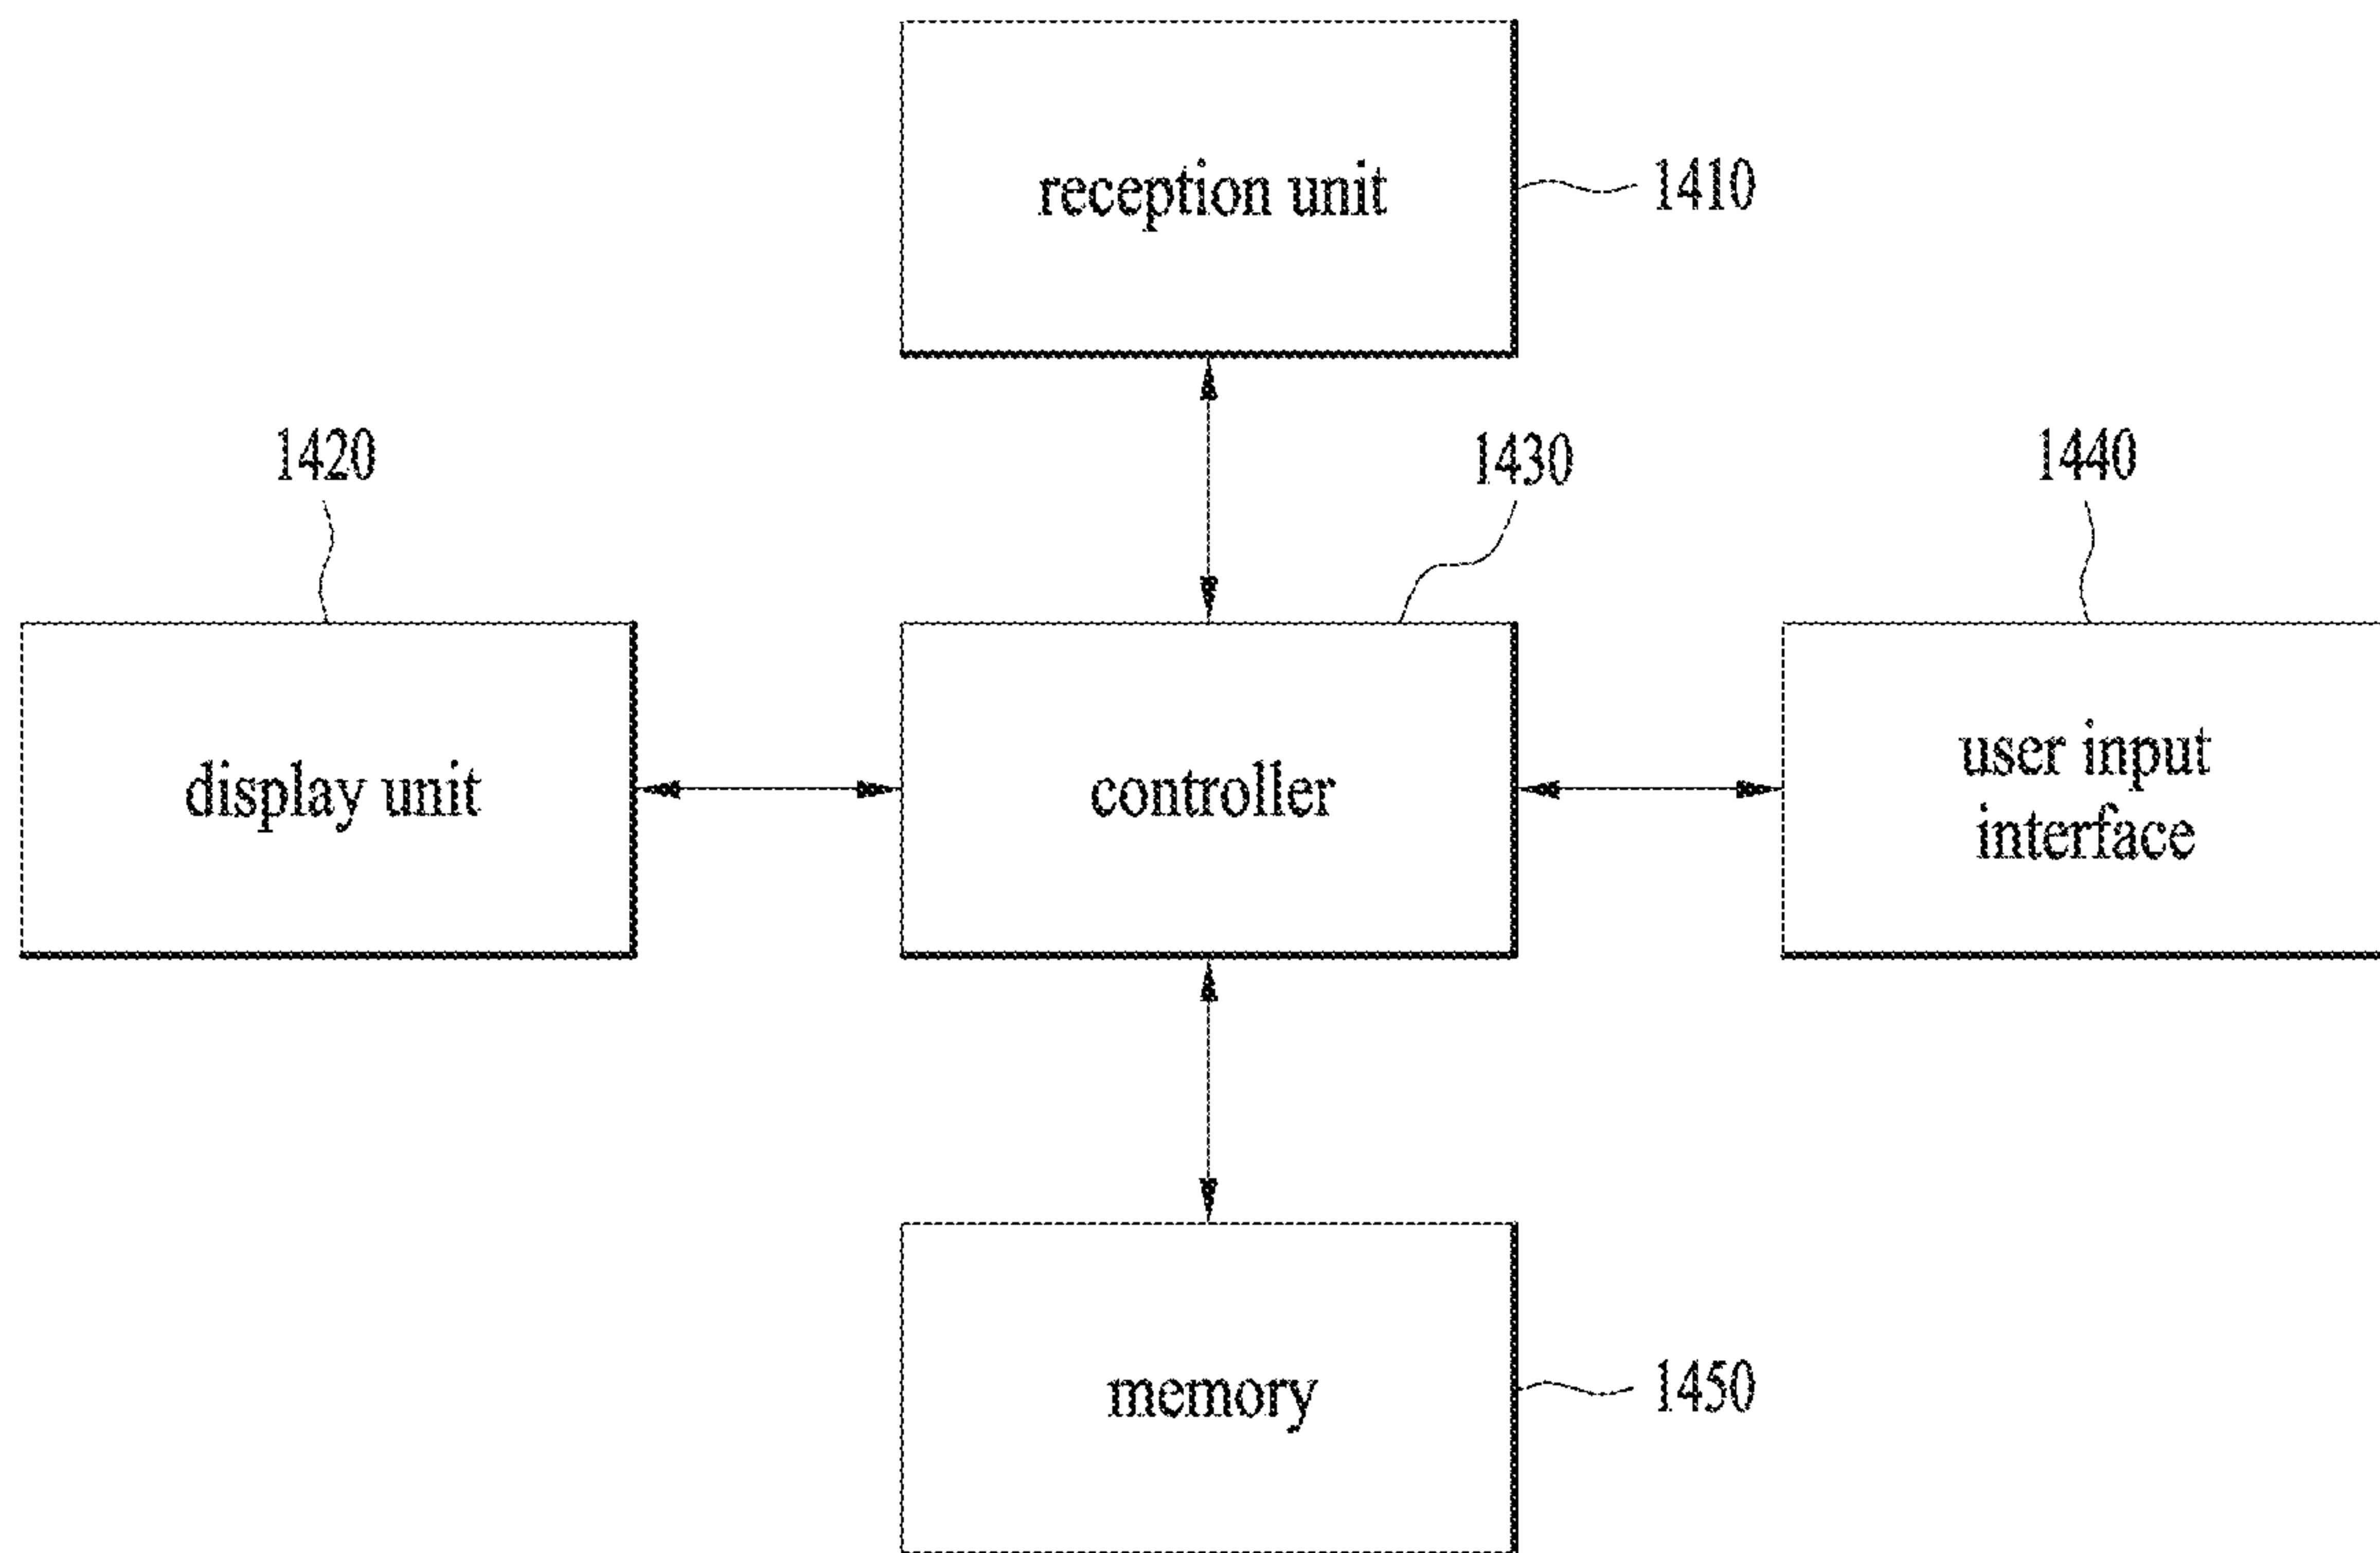 reception unit
1410
1420
1430
1440
display unit
controller
user input
interface
memory
1450